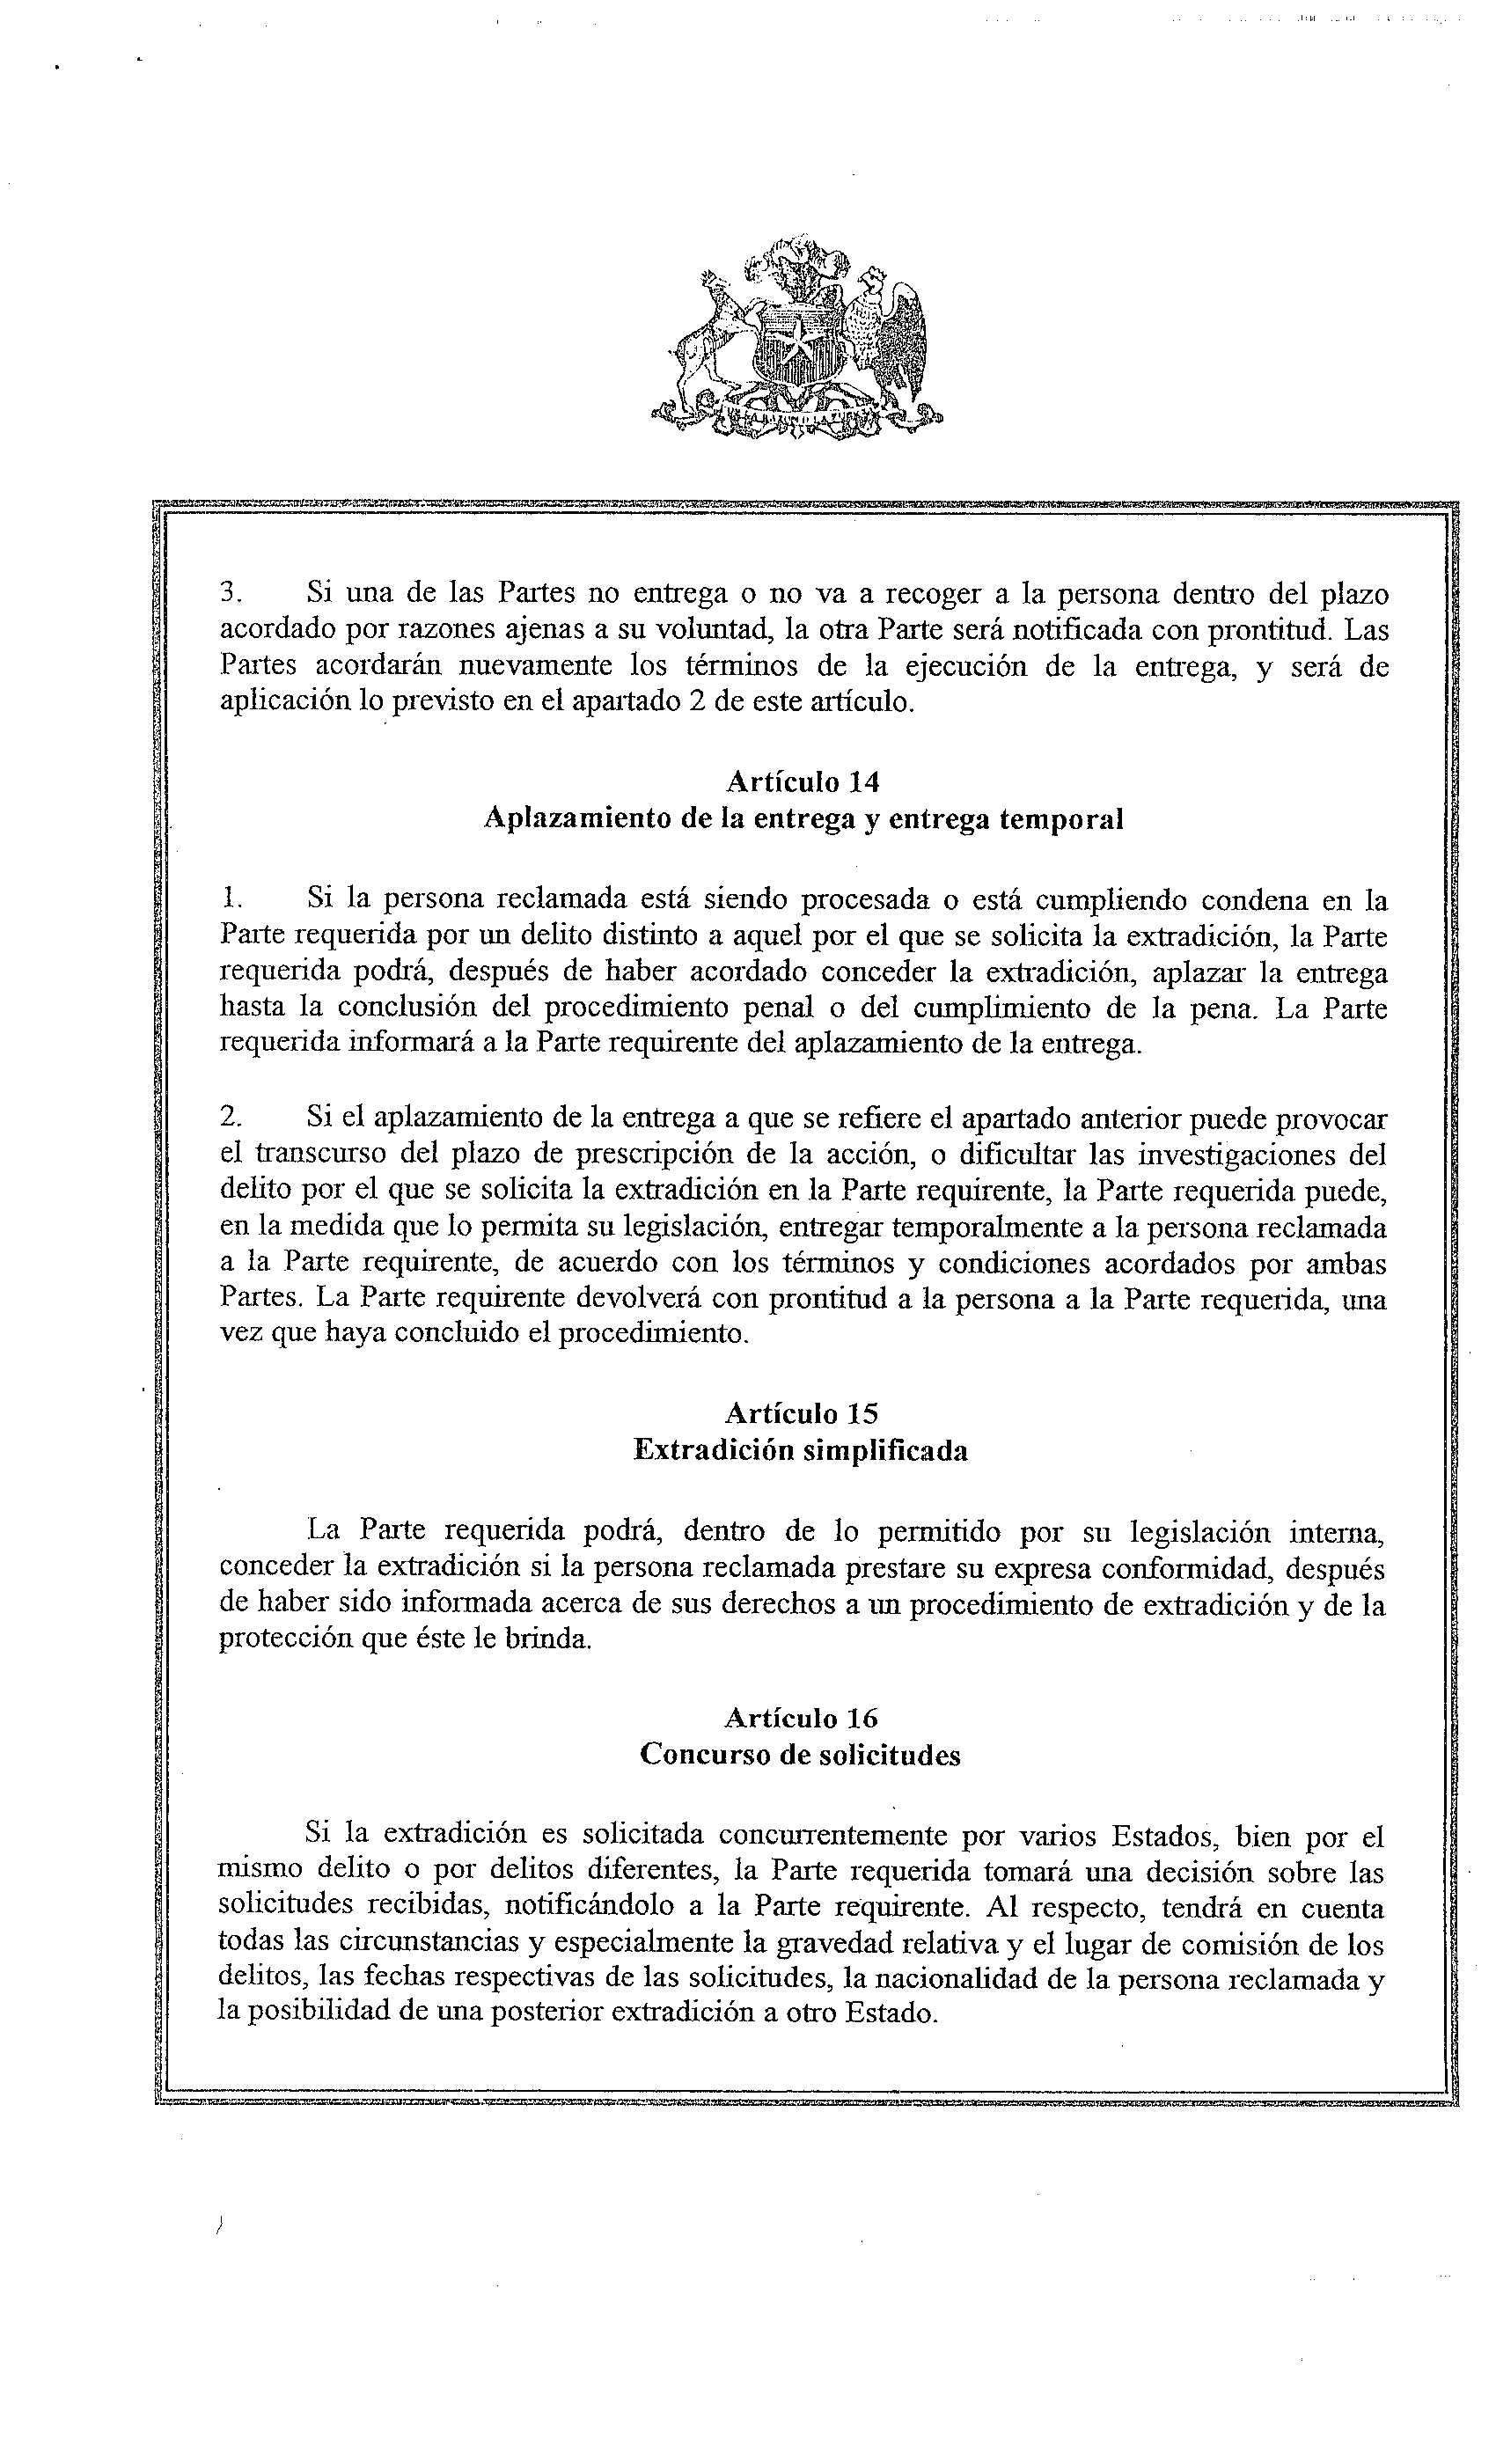 3. Si una de las Partes no entrega o no va a recoger a la persona dentro del plazo
acordado por razones ajenas a su voluntad, la otra Parte será notificada con prontitud. Las
Partes acordarán nuevamente los términos de la ejecución de la entrega, y será de
aplicación lo previsto en el apartado 2 de este artículo.
Artículo 14
Aplazamiento de la entrega y entrega temporal
1. Si la persona reclamada está siendo procesada o está cumpliendo condena en la
Parte requerida por un delito distinto a aquel por el que se solicita la extradición, la Parte
requerida podrá, después de haber acordado conceder la extradición, aplazar la entrega
hasta la conclusión del procedimiento penal o del cumplimiento de la pena. La Parte
requerida informará a la Parte requirente del aplazamiento de la entrega.
2. Si el aplazamiento de la entrega a que se refiere el apartado anterior puede provocar
el transcurso del plazo de prescripción de la acción, o dificultar las investigaciones del
delito por el que se solicita la extradición en la Parte requirente, la Parte requerida puede,
en la medida que lo permita su legislación, entregar temporalmente a la persona reclamada
a la Parte requirente, de acuerdo con los términos y condiciones acordados por ambas
Partes. La Parte requirente devolverá con prontitud a la persona a la Parte requerida, una
vez que haya concluido el procedimiento.
Artículo 15
Extradición simplificada
La Parte requerida podrá, dentro de lo permitido por su legislación interna,
conceder la extradición si la persona reclamada prestare su expresa conformidad, después
de haber sido informada acerca de sus derechos a un procedimiento de extradición y de la
protección que éste le brinda.
Artículo 16
Concurso de solicitudes
Si la extradición es solicitada concurrentemente por varios Estados, bien por el
mismo delito o por delitos diferentes, la Parte requerida tomará una decisión sobre las
solicitudes recibidas, notificándolo a la Parte requirente. Al respecto, tendrá en cuenta
todas las circunstancias y especialmente la gravedad relativa y el lugar de comisión de los
delitos, las fechas respectivas de las solicitudes, la nacionalidad de la persona reclamada y
la posibilidad de una posterior extradición a otro Estado.